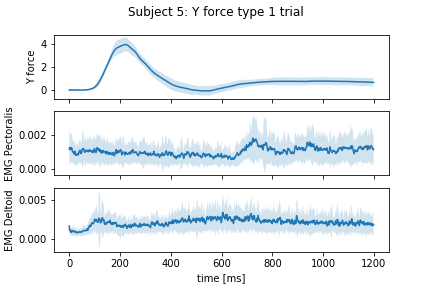 Subject 5: Y force type 1 trial
Y force
4
2
0
EMG Pectoralis
0.002
0.000
EMG Deltoid
0.005
0.000
0 200 400 600 800 1000 1200
time [ms]